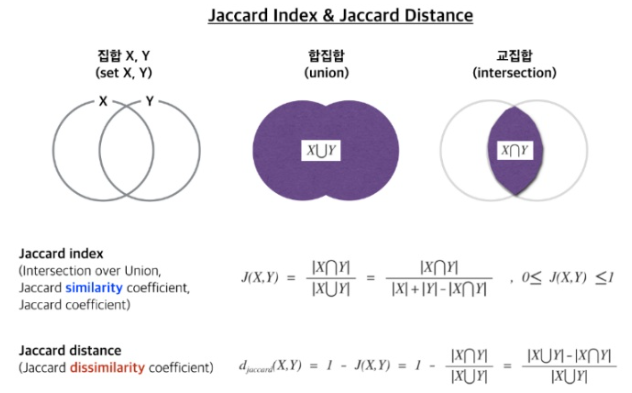 Jaccard Index & Jaccard Distance
집합 X, Y
(set X, Y)
합집합
(union)
교집합
(intersection)
X
Y
X⋃Y
X⋂Y
Jaccard index
(Intersection over Union,
Jaccard similarity coefficient,
Jaccard coefficient)
J(X,Y) = |X⋂Y| / |X⋃Y| = |X⋂Y| / |X|+|Y|-|X⋂Y| , 0≤ J(X,Y) ≤1
Jaccard distance
(Jaccard dissimilarity coefficient)
d_jaccard(X,Y) = 1 - J(X,Y) = 1 - |X⋂Y| / |X⋃Y| = |X⋃Y|-|X⋂Y| / |X⋃Y|